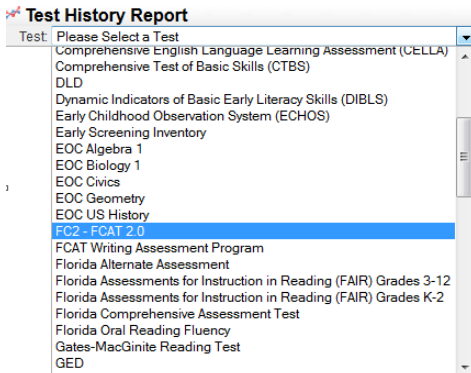 Test History Report
Test Please Select a Test
Comprehensive English Language Learning Assessment (CELLA)
Comprehensive Test of Basic Skills (CTBS)
DLD
Dynamic Indicators of Basic Early Literacy Skills (DIBLS)
Early Childhood Observation System (ECHOS)
Early Screening Inventory
EOC Algebra 1
EOC Biology 1
EOC Civics
EOC Geometry
EOC US History
FC2 - FCAT 2.0
FCAT Writing Assessment Program
Florida Alternate Assessment
Florida Assessments for Instruction in Reading (FAIR) Grades 3-12
Florida Assessments for Instruction in Reading (FAIR) Grades K-2
Florida Comprehensive Assessment Test
Florida Oral Reading Fluency
Gates-MacGinite Reading Test
GED